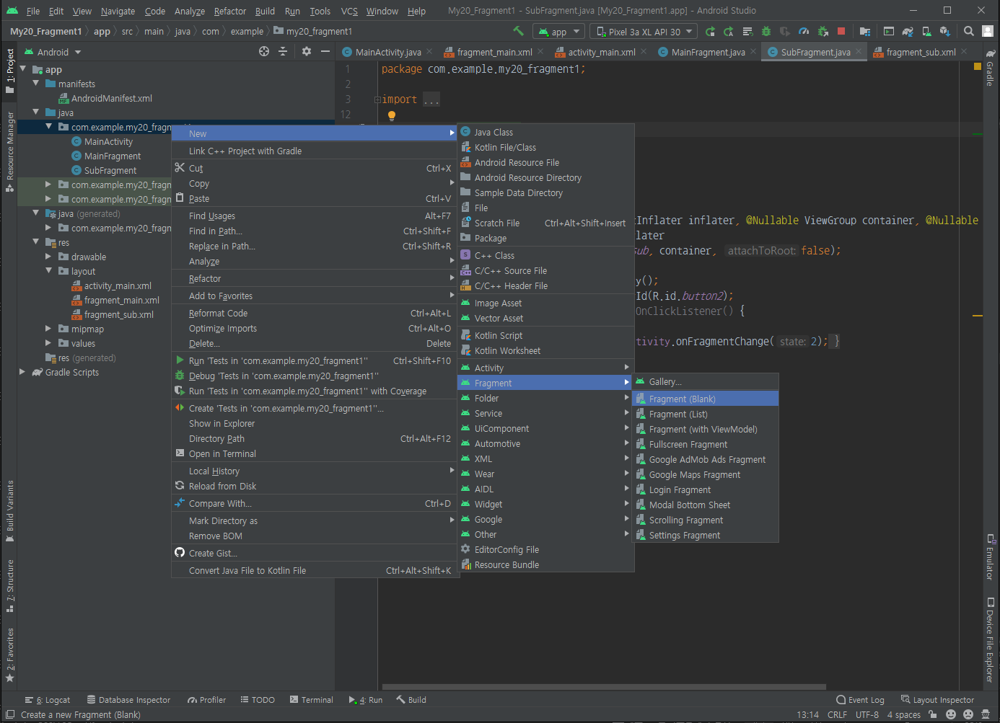 File Edit View Navigate Code Analyze Refactor Build Run Tools VCS Window Help My20_Fragment1 - SubFragment.java [My20_Fragment1.app] - Android Studio
My20_Fragment1 app src main java com example my20_fragment1 app Pixel 3a XL API 30
1: Project
Resource Manager
Build Variants
7: Structure
2: Favorites
Android
MainActivity.java fragment_main.xml activity_main.xml MainFragment.java SubFragment.java fragment_sub.xml
app
manifests
AndroidManifest.xml
java
com.example.my20_fragm
MainActivity
MainFragment
SubFragment
com.example.my20_fragm
com.example.my20_fragm
java (generated)
com.example.my20_fragm
res
drawable
layout
activity_main.xml
fragment_main.xml
fragment_sub.xml
mipmap
values
res (generated)
Gradle Scripts
1 package com.example.my20_fragment1;
2
3 import ...
12
tInflater inflater, @Nullable ViewGroup container, @Nullable
flater
sub, container, attachToRoot: false);
y();
Id(R.id.button2);
OnClickListener() {
tivity.onFragmentChange( state: 2); }
New
Link C++ Project with Gradle
Cut Ctrl+X
Copy
Paste Ctrl+V
Find Usages Alt+F7
Find in Path... Ctrl+Shift+F
Replace in Path... Ctrl+Shift+R
Analyze
Refactor
Add to Favorites
Reformat Code Ctrl+Alt+L
Optimize Imports Ctrl+Alt+O
Delete... Delete
Run 'Tests in 'com.example.my20_fragment1'' Ctrl+Shift+F10
Debug 'Tests in 'com.example.my20_fragment1''
Run 'Tests in 'com.example.my20_fragment1'' with Coverage
Create 'Tests in 'com.example.my20_fragment1''...
Show in Explorer
Directory Path Ctrl+Alt+F12
Open in Terminal
Local History
Reload from Disk
Compare With... Ctrl+D
Mark Directory as
Remove BOM
Create Gist...
Convert Java File to Kotlin File Ctrl+Alt+Shift+K
Java Class
Kotlin File/Class
Android Resource File
Android Resource Directory
Sample Data Directory
File
Scratch File Ctrl+Alt+Shift+Insert
Package
C++ Class
C/C++ Source File
C/C++ Header File
Image Asset
Vector Asset
Kotlin Script
Kotlin Worksheet
Activity
Fragment
Folder
Service
UiComponent
Automotive
XML
Wear
AIDL
Widget
Google
Other
EditorConfig File
Resource Bundle
Gallery...
Fragment (Blank)
Fragment (List)
Fragment (with ViewModel)
Fullscreen Fragment
Google AdMob Ads Fragment
Google Maps Fragment
Login Fragment
Modal Bottom Sheet
Scrolling Fragment
Settings Fragment
Gradle
Emulator
Device File Explorer
6: Logcat Database Inspector Profiler TODO Terminal 4: Run Build Event Log Layout Inspector
Create a new Fragment (Blank) 13:14 CRLF UTF-8 4 spaces